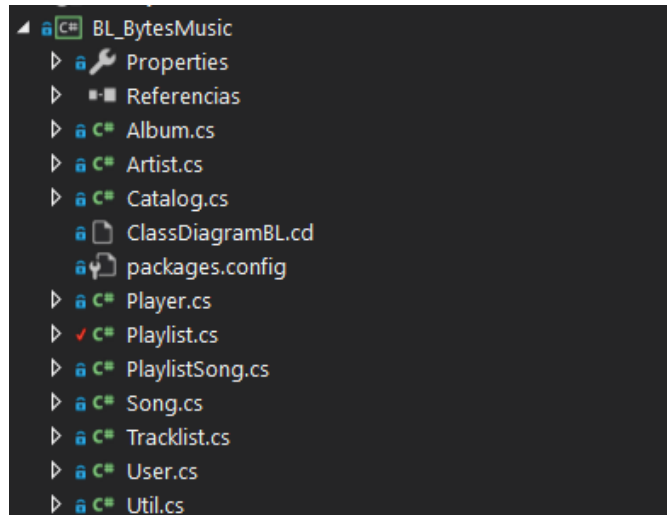 C# BL_BytesMusic
Properties
Referencias
C# Album.cs
C# Artist.cs
C# Catalog.cs
ClassDiagramBL.cd
packages.config
C# Player.cs
C# Playlist.cs
C# PlaylistSong.cs
C# Song.cs
C# Tracklist.cs
C# User.cs
C# Util.cs